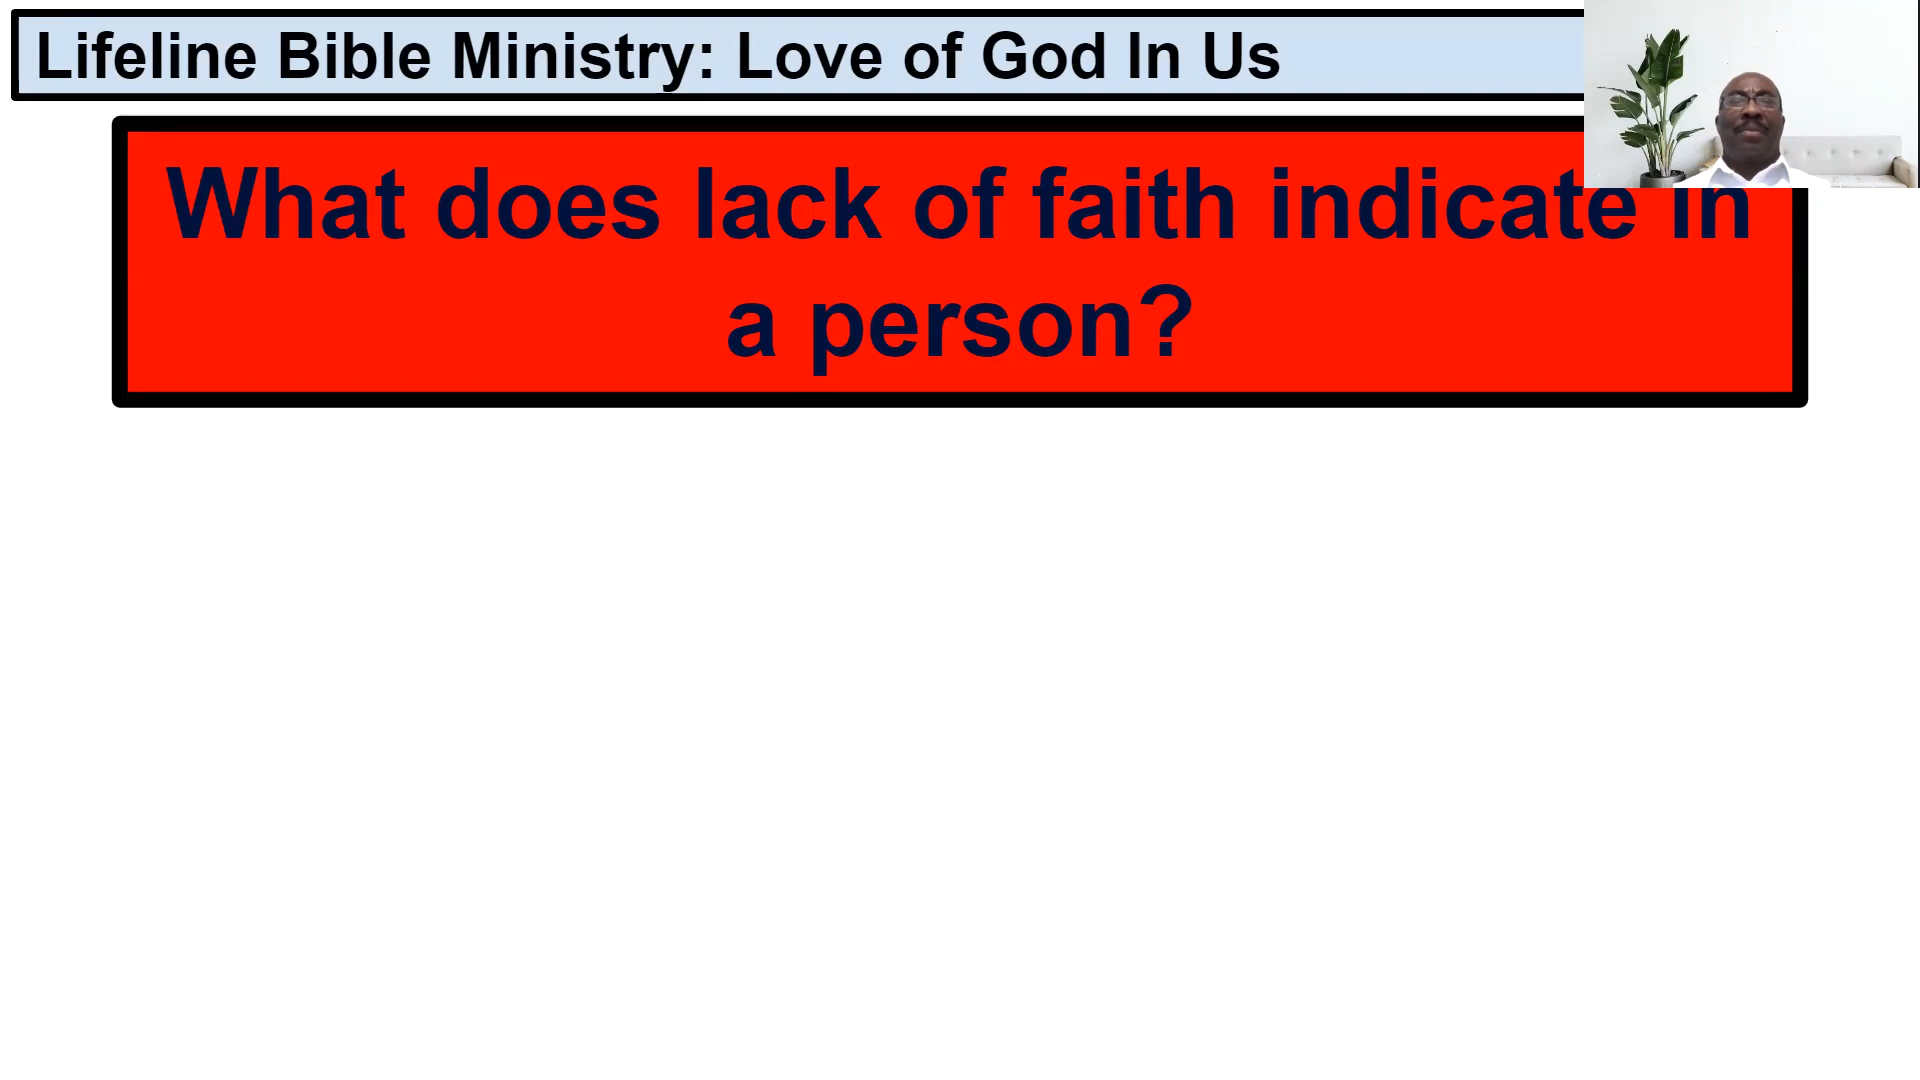 Lifeline Bible Ministry: Love of God In Us
What does lack of faith indicate in
a person?